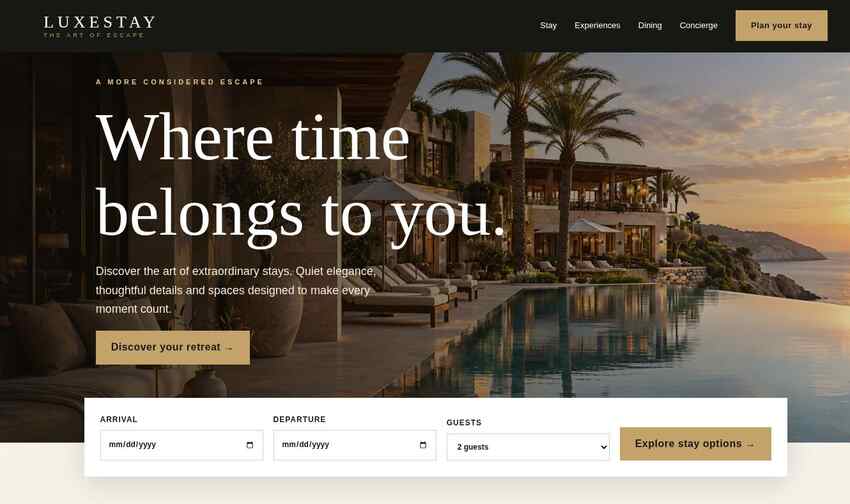 LUXESTAY
THE ART OF ESCAPE
Stay Experiences Dining Concierge Plan your stay
A MORE CONSIDERED ESCAPE
Where time
belongs to you.
Discover the art of extraordinary stays. Quiet elegance,
thoughtful details and spaces designed to make every
moment count.
Discover your retreat →
ARRIVAL DEPARTURE GUESTS
mm/dd/yyyy mm/dd/yyyy 2 guests Explore stay options →